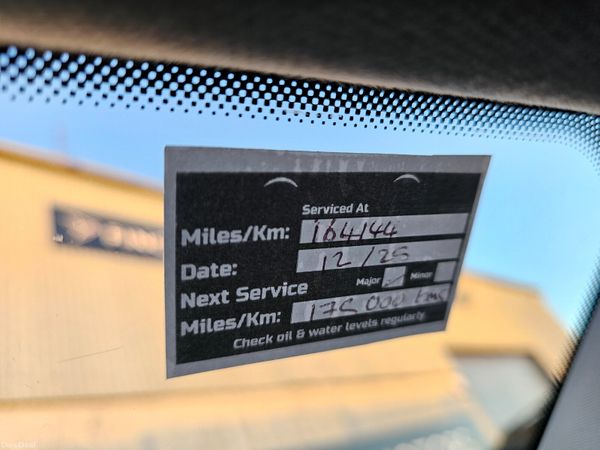 Serviced At
Miles/Km: 164144
Date: 12/25
Major ✓ Minor
Next Service
Miles/Km: 175 000 kms
Check oil & water levels regularly
DoneDeal